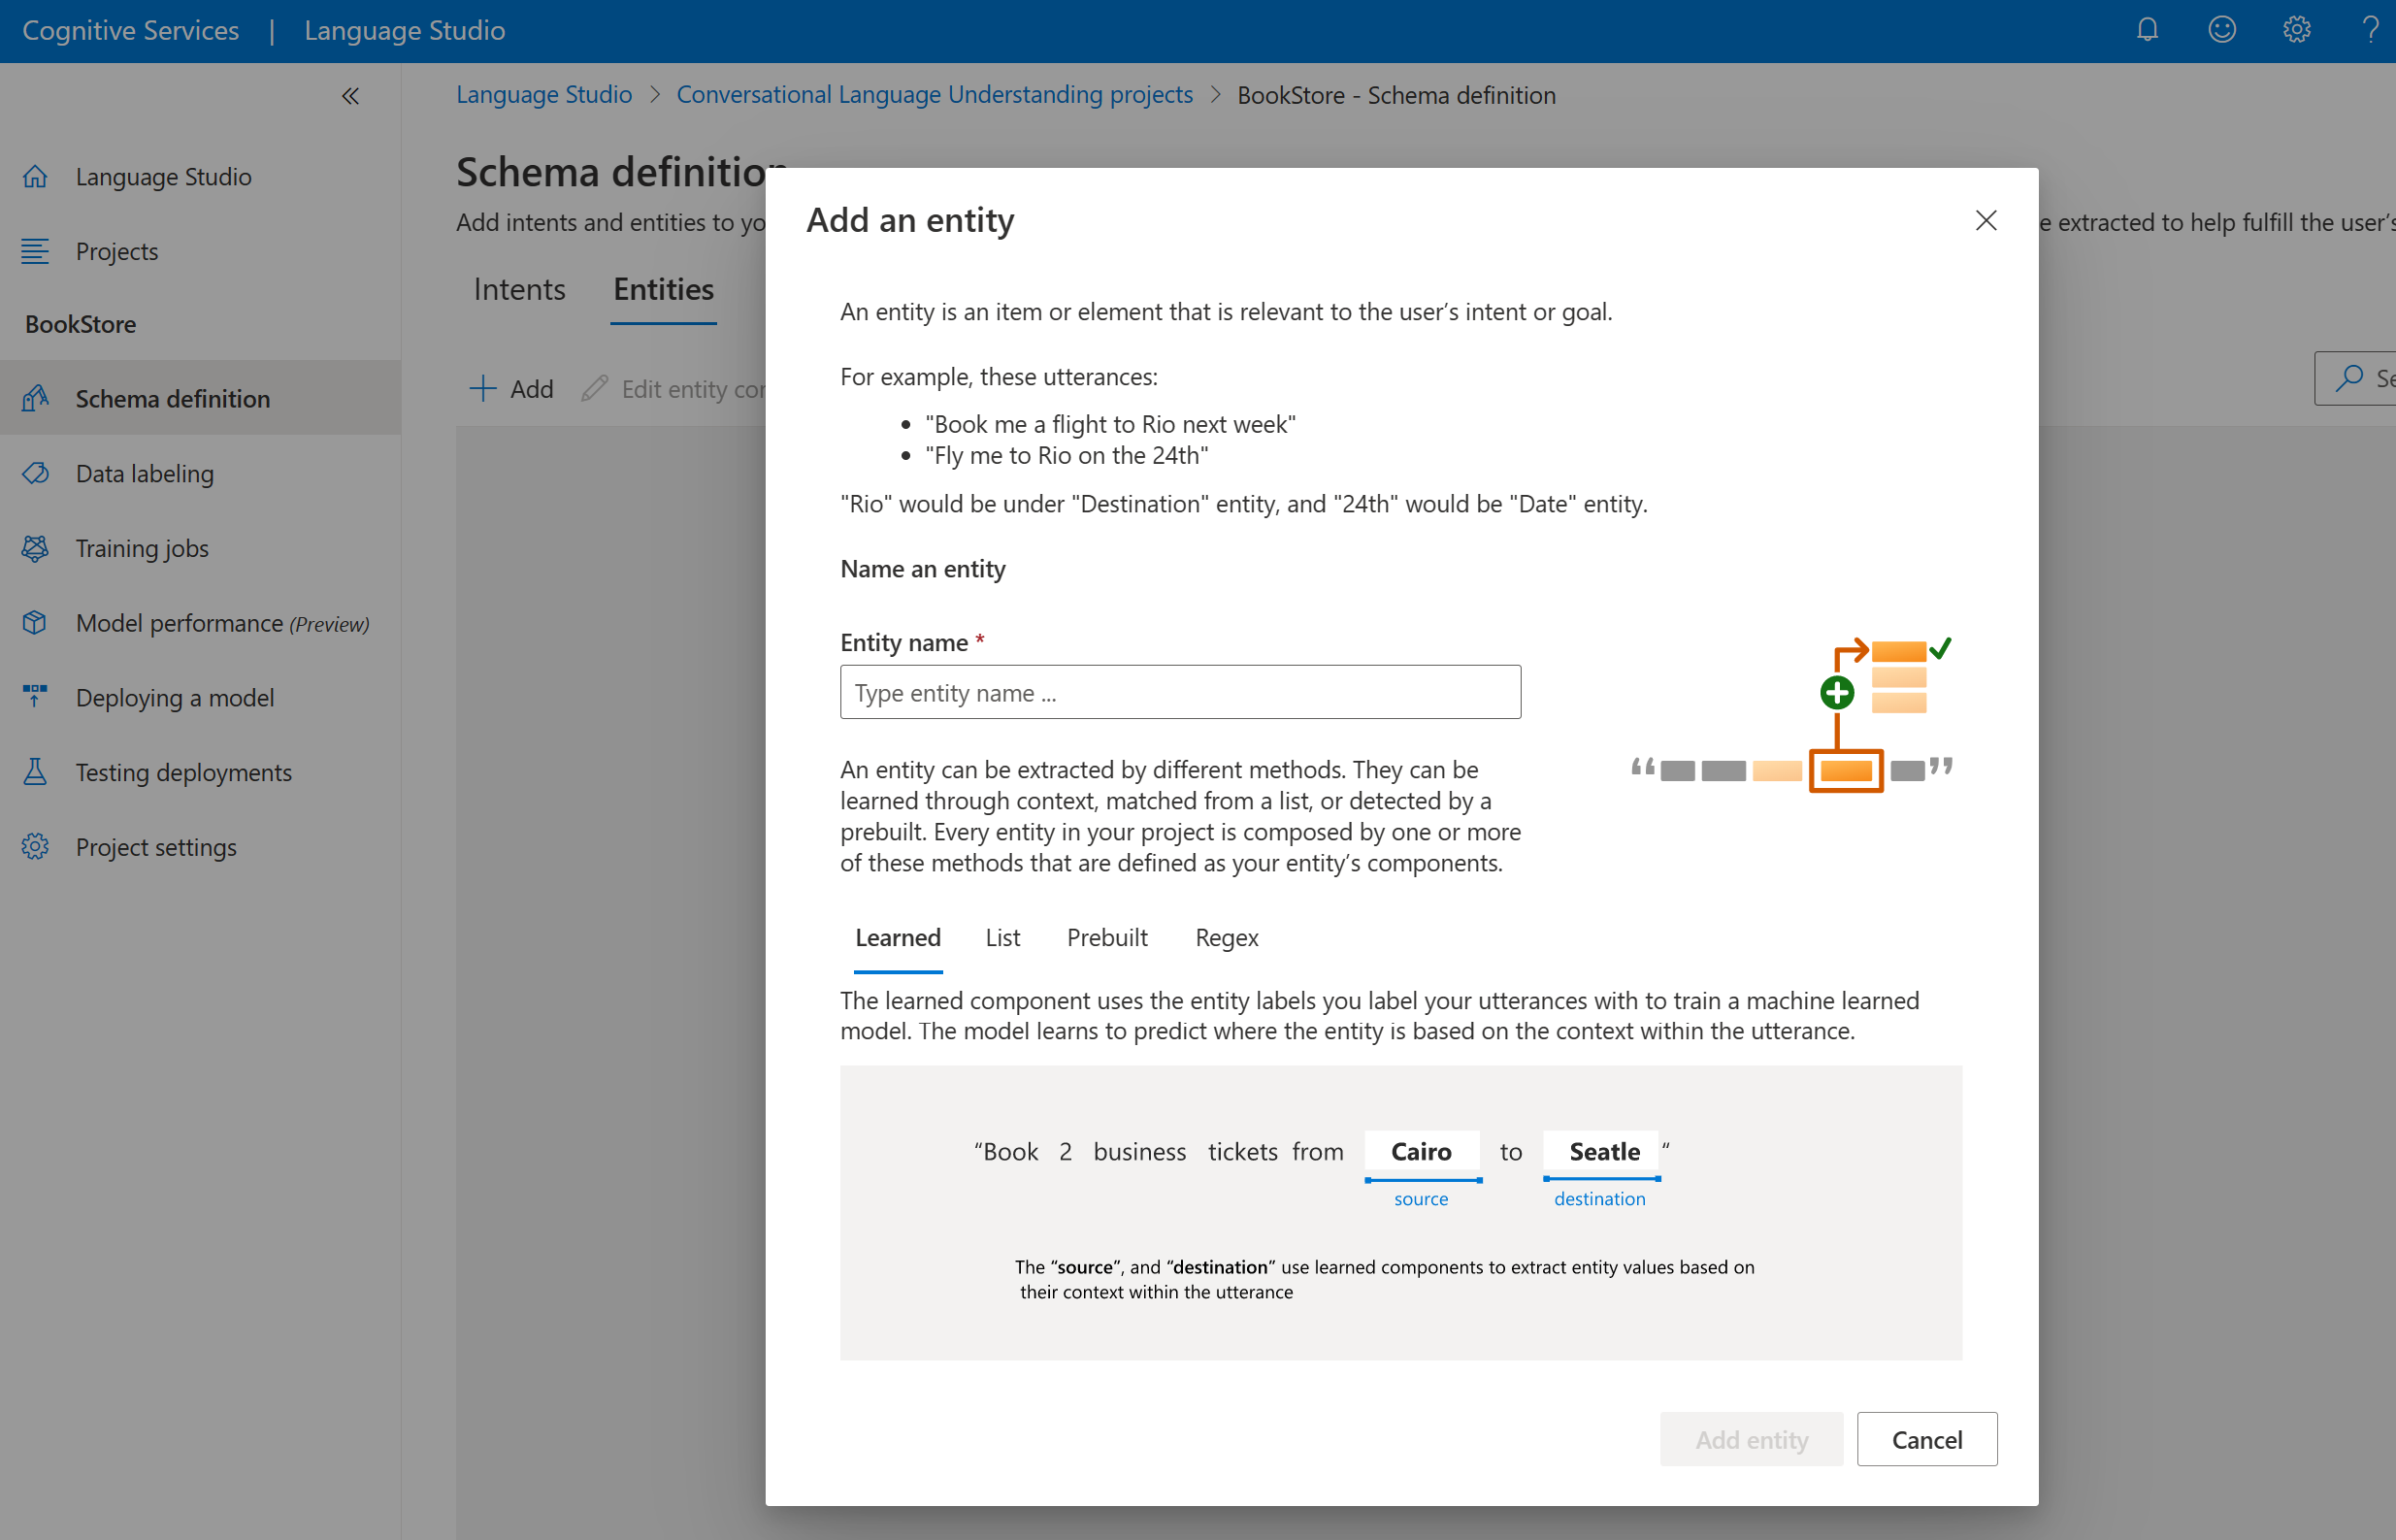 Cognitive Services | Language Studio
Language Studio > Conversational Language Understanding projects > BookStore - Schema definition
Language Studio
Projects
BookStore
Schema definition
Data labeling
Training jobs
Model performance (Preview)
Deploying a model
Testing deployments
Project settings
Schema definition
Add intents and entities to yo
e extracted to help fulfill the user's
Intents Entities
Add Edit entity cor
Se
Add an entity
An entity is an item or element that is relevant to the user’s intent or goal.
For example, these utterances:
• "Book me a flight to Rio next week"
• "Fly me to Rio on the 24th"
"Rio" would be under "Destination" entity, and "24th" would be "Date" entity.
Name an entity
Entity name *
Type entity name ...
An entity can be extracted by different methods. They can be
learned through context, matched from a list, or detected by a
prebuilt. Every entity in your project is composed by one or more
of these methods that are defined as your entity’s components.
Learned List Prebuilt Regex
The learned component uses the entity labels you label your utterances with to train a machine learned
model. The model learns to predict where the entity is based on the context within the utterance.
“Book 2 business tickets from Cairo to Seatle “
source destination
The “source”, and “destination” use learned components to extract entity values based on
their context within the utterance
Add entity Cancel